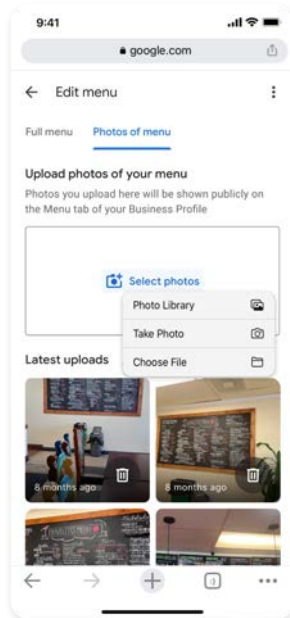 9:41
google.com
Edit menu
Full menu Photos of menu
Upload photos of your menu
Photos you upload here will be shown publicly on
the Menu tab of your Business Profile
Select photos
Photo Library
Take Photo
Choose File
Latest uploads
8 months ago 8 months ago